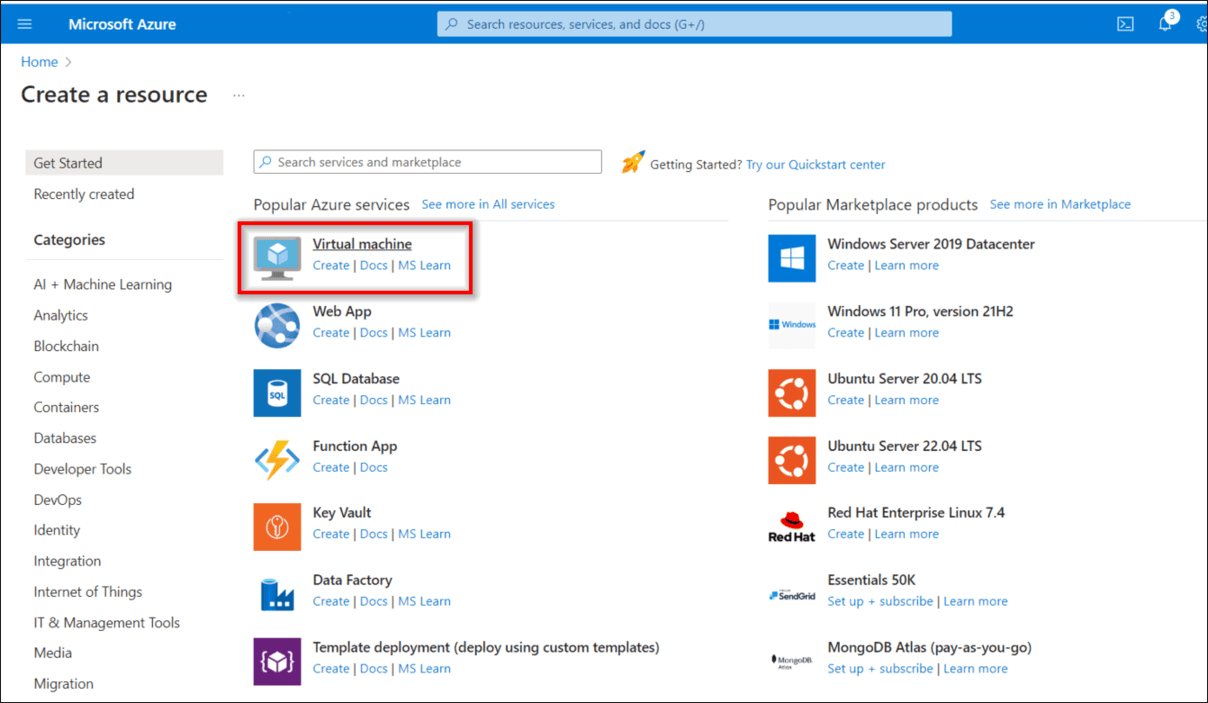 Microsoft Azure
Search resources, services, and docs (G+/)
3
Home >
Create a resource ...
Get Started
Recently created
Categories
AI + Machine Learning
Analytics
Blockchain
Compute
Containers
Databases
Developer Tools
DevOps
Identity
Integration
Internet of Things
IT & Management Tools
Media
Migration
Search services and marketplace
Getting Started? Try our Quickstart center
Popular Azure services See more in All services
Virtual machine
Create | Docs | MS Learn
Web App
Create | Docs | MS Learn
SQL
SQL Database
Create | Docs | MS Learn
Function App
Create | Docs
Key Vault
Create | Docs | MS Learn
Data Factory
Create | Docs | MS Learn
Template deployment (deploy using custom templates)
Create | Docs | MS Learn
Popular Marketplace products See more in Marketplace
Windows Server 2019 Datacenter
Create | Learn more
Windows
Windows 11 Pro, version 21H2
Create | Learn more
Ubuntu Server 20.04 LTS
Create | Learn more
Ubuntu Server 22.04 LTS
Create | Learn more
Red Hat
Red Hat Enterprise Linux 7.4
Create | Learn more
SendGrid
Essentials 50K
Set up + subscribe | Learn more
MongoDB.
Atlas
MongoDB Atlas (pay-as-you-go)
Set up + subscribe | Learn more